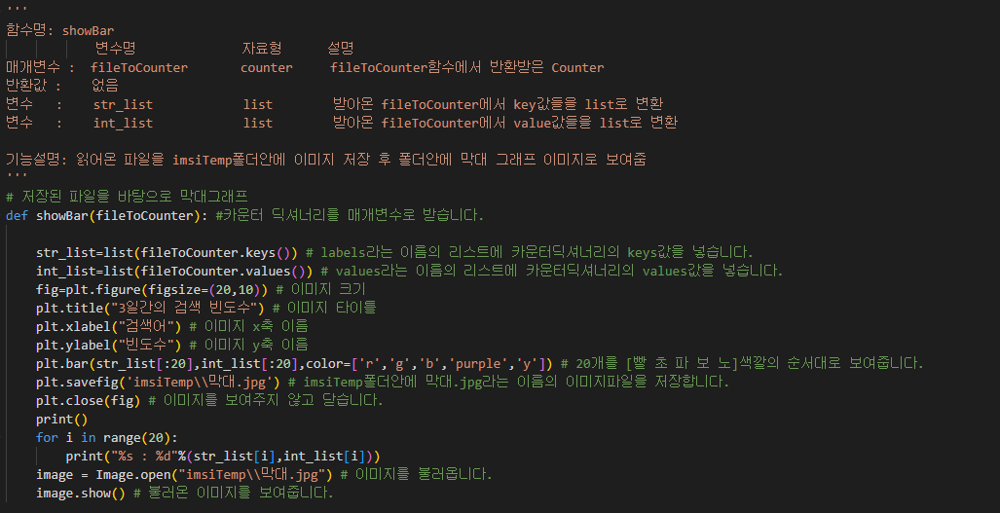 '''
함수명: showBar
변수명 자료형 설명
매개변수 : fileToCounter counter fileToCounter함수에서 반환받은 Counter
반환값 : 없음
변수 : str_list list 받아온 fileToCounter에서 key값들을 list로 변환
변수 : int_list list 받아온 fileToCounter에서 value값들을 list로 변환
기능설명: 읽어온 파일을 imsiTemp폴더안에 이미지 저장 후 폴더안에 막대 그래프 이미지로 보여줌
'''
# 저장된 파일을 바탕으로 막대그래프
def showBar(fileToCounter): #카운터 딕셔너리를 매개변수로 받습니다.
str_list=list(fileToCounter.keys()) # labels라는 이름의 리스트에 카운터딕셔너리의 keys값을 넣습니다.
int_list=list(fileToCounter.values()) # values라는 이름의 리스트에 카운터딕셔너리의 values값을 넣습니다.
fig=plt.figure(figsize=(20,10)) # 이미지 크기
plt.title("3일간의 검색 빈도수") # 이미지 타이틀
plt.xlabel("검색어") # 이미지 x축 이름
plt.ylabel("빈도수") # 이미지 y축 이름
plt.bar(str_list[:20],int_list[:20],color=['r','g','b','purple','y']) # 20개를 [빨 초 파 보 노]색깔의 순서대로 보여줍니다.
plt.savefig('imsiTemp\\막대.jpg') # imsiTemp폴더안에 막대.jpg라는 이름의 이미지파일을 저장합니다.
plt.close(fig) # 이미지를 보여주지 않고 닫습니다.
print()
for i in range(20):
print("%s : %d"%(str_list[i],int_list[i]))
image = Image.open("imsiTemp\\막대.jpg") # 이미지를 불러옵니다.
image.show() # 불러온 이미지를 보여줍니다.